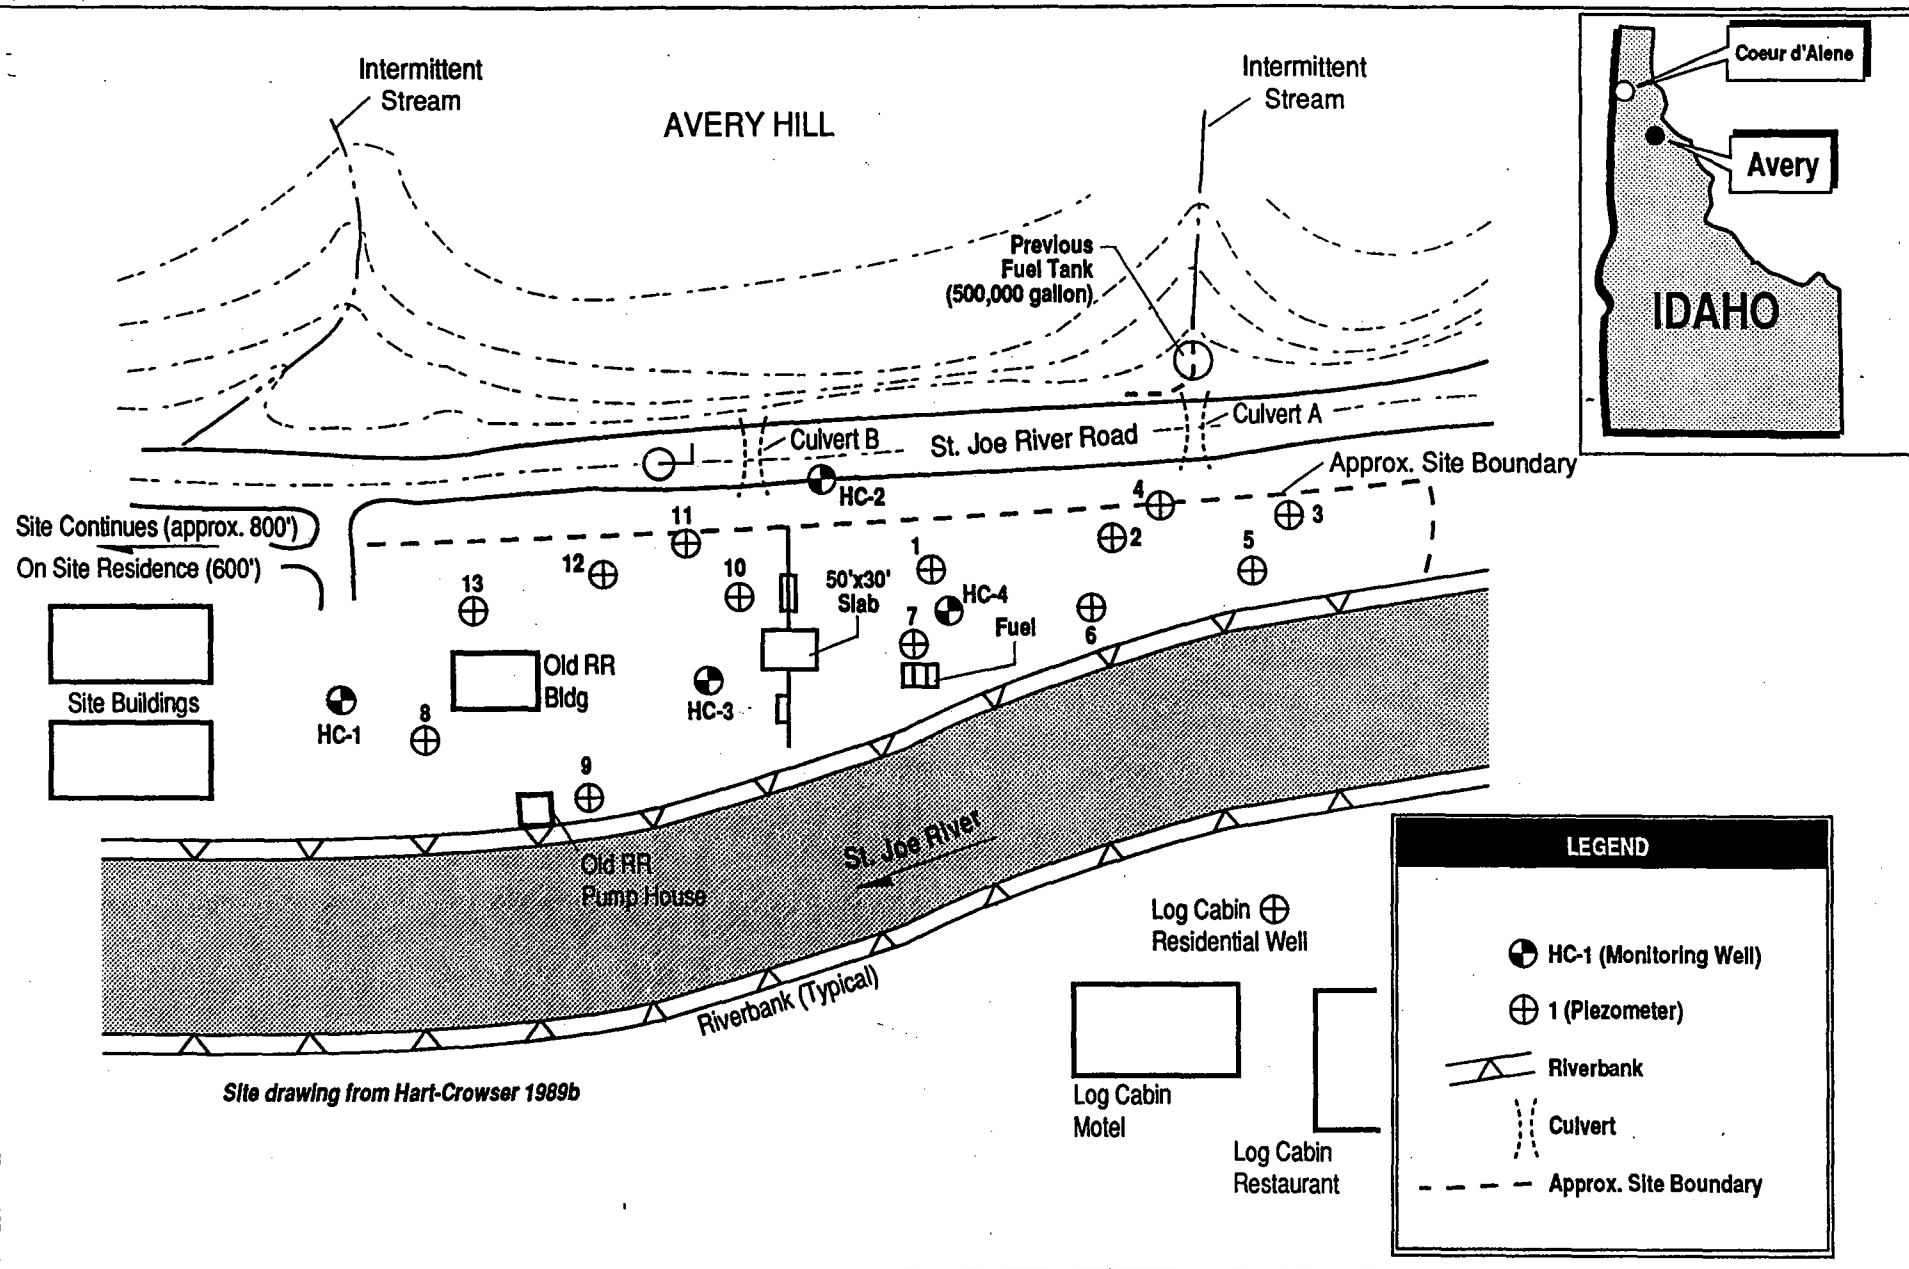 Intermittent
Stream
AVERY HILL
Intermittent
Stream
Coeur d'Alene
Avery
IDAHO
Previous
Fuel Tank
(500,000 gallon)
Culvert A
Culvert B
St. Joe River Road
Approx. Site Boundary
HC-2
4
3
2
5
11
1
12
10
13
50'x30'
Slab
HC-4
7
Fuel
6
Site Continues (approx. 800')
On Site Residence (600')
Old RR
Bldg
Site Buildings
HC-3
HC-1
8
9
Old RR
Pump House
St. Joe River
Riverbank (Typical)
Log Cabin
Residential Well
Log Cabin
Motel
Log Cabin
Restaurant
Site drawing from Hart-Crowser 1989b
LEGEND
HC-1 (Monitoring Well)
1 (Piezometer)
Riverbank
Culvert
Approx. Site Boundary